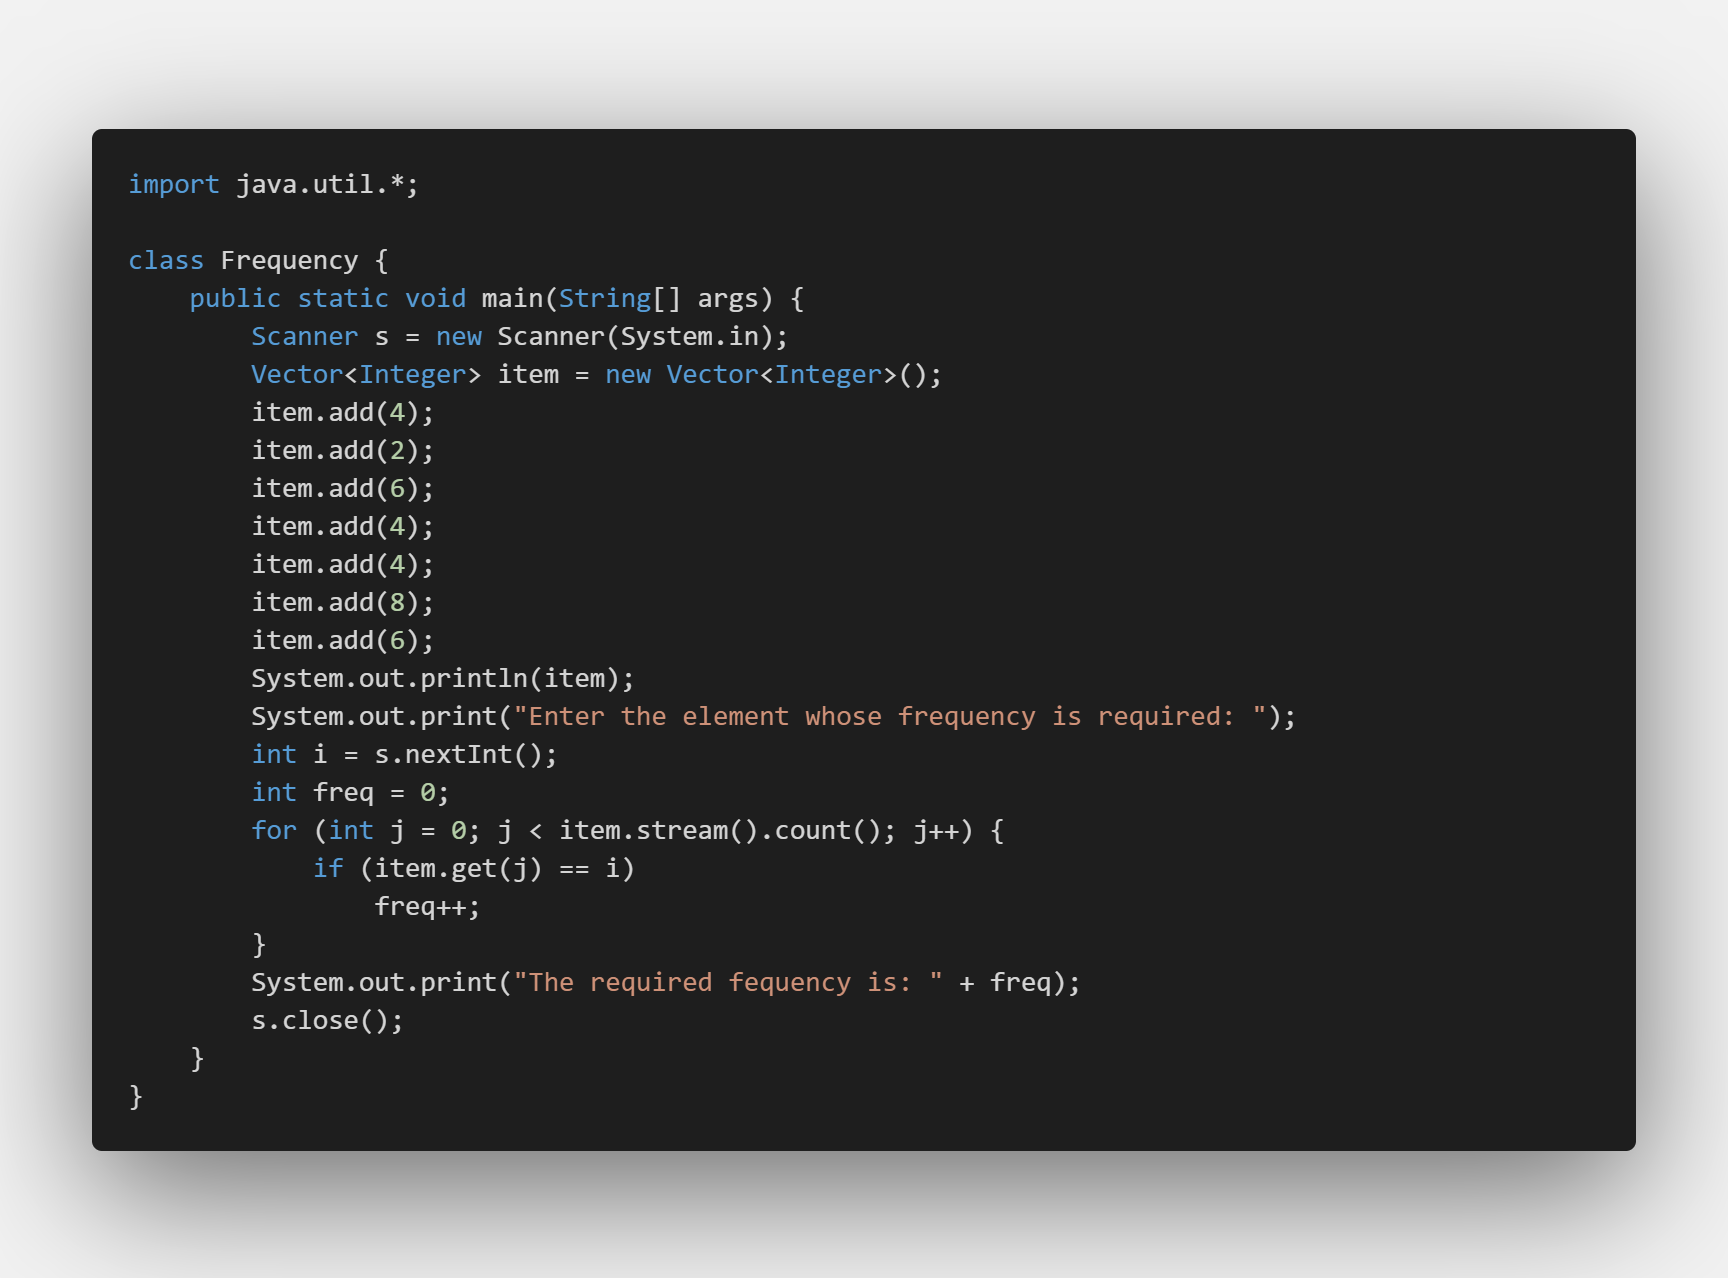 import java.util.*;

class Frequency {
    public static void main(String[] args) {
        Scanner s = new Scanner(System.in);
        Vector<Integer> item = new Vector<Integer>();
        item.add(4);
        item.add(2);
        item.add(6);
        item.add(4);
        item.add(4);
        item.add(8);
        item.add(6);
        System.out.println(item);
        System.out.print("Enter the element whose frequency is required: ");
        int i = s.nextInt();
        int freq = 0;
        for (int j = 0; j < item.stream().count(); j++) {
            if (item.get(j) == i)
                freq++;
        }
        System.out.print("The required fequency is: " + freq);
        s.close();
    }
}